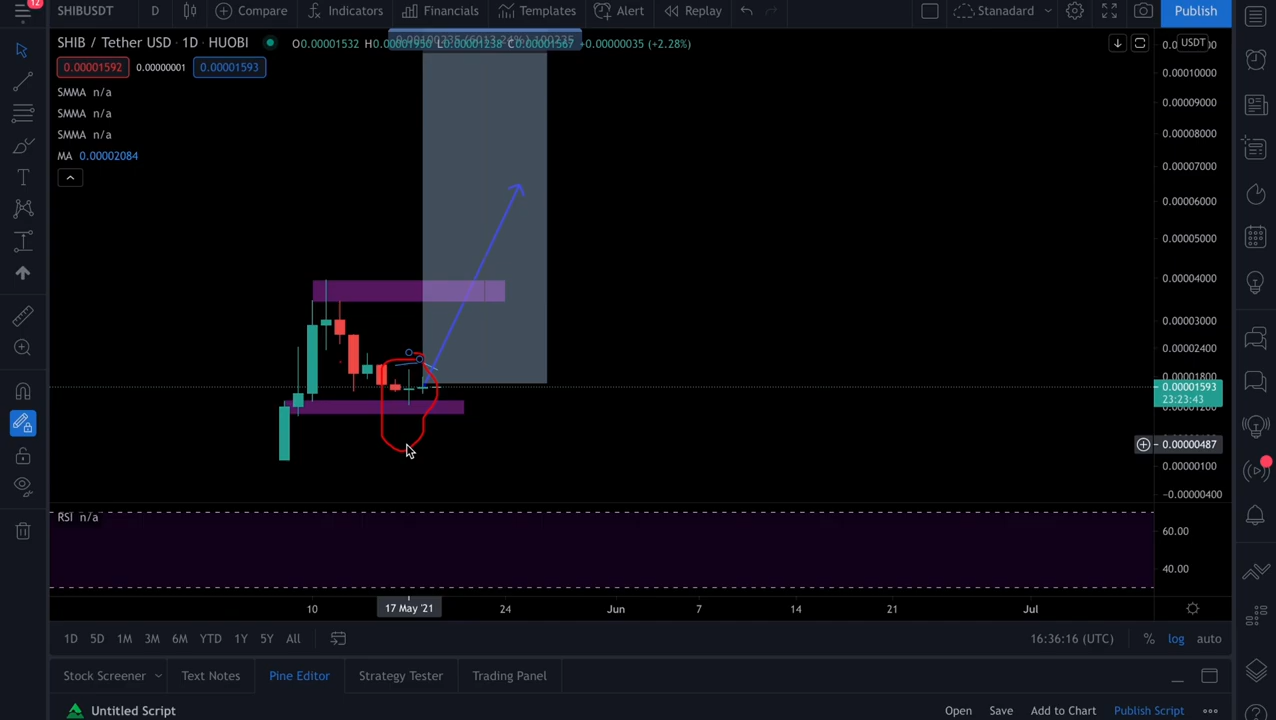 12
SHIBUSDT D Compare Indicators Financials Templates Alert Replay Standard Publish
SHIB / Tether USD · 1D · HUOBI O0.00001532 H0.00001950 L0.00001238 C0.00001567 +0.00000035 (+2.28%)
USDT
0.00001592 0.00000001 0.00001593
SMMA n/a
SMMA n/a
SMMA n/a
MA 0.00002084
0.00010000
0.00009000
0.00008000
0.00007000
0.00006000
0.00005000
0.00004000
0.00003000
0.00002400
0.00001800
0.00001593
23:23:43
0.00000487
0.00000100
−0.00000400
RSI n/a
60.00
40.00
10 17 May '21 24 Jun 7 14 21 Jul
1D 5D 1M 3M 6M YTD 1Y 5Y All 16:36:16 (UTC) % log auto
Stock Screener Text Notes Pine Editor Strategy Tester Trading Panel
Untitled Script Open Save Add to Chart Publish Script